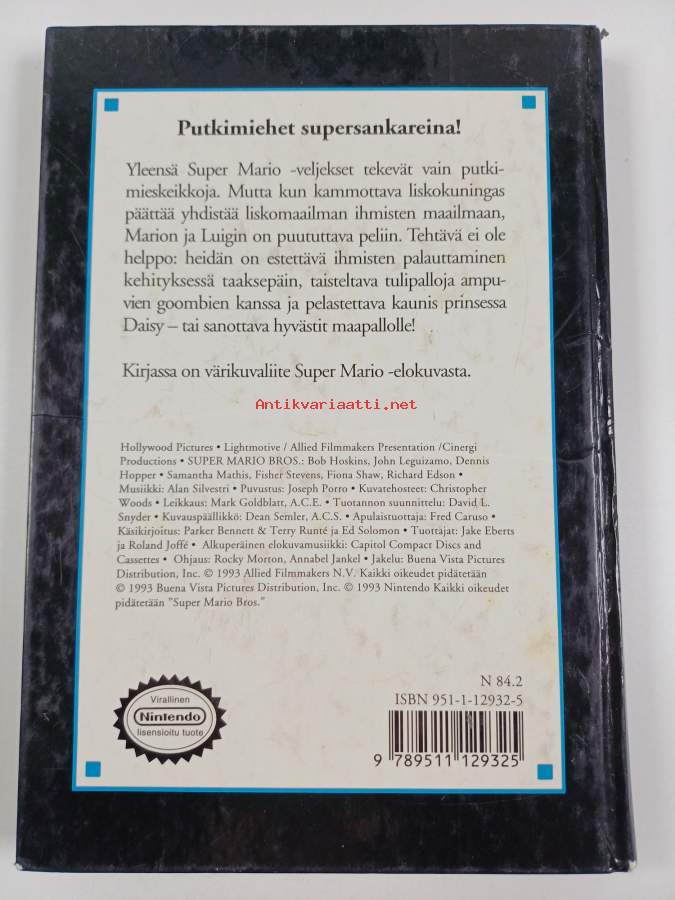 Putkimiehet supersankareina!
Yleensä Super Mario -veljekset tekevät vain putki-
mieskeikkoja. Mutta kun kammottava liskokuningas
päättää yhdistää liskomaailman ihmisten maailmaan,
Marion ja Luigin on puututtava peliin. Tehtävä ei ole
helppo: heidän on estettävä ihmisten palauttaminen
kehityksessä taaksepäin, taisteltava tulipalloja ampu-
vien goombien kanssa ja pelastettava kaunis prinsessa
Daisy – tai sanottava hyvästit maapallolle!
Kirjassa on värikuvaliite Super Mario -elokuvasta.
Antikvariaatti.net
Hollywood Pictures • Lightmotive / Allied Filmmakers Presentation /Cinergi
Productions • SUPER MARIO BROS.: Bob Hoskins, John Leguizamo, Dennis
Hopper • Samantha Mathis, Fisher Stevens, Fiona Shaw, Richard Edson •
Musiikki: Alan Silvestri • Puvustus: Joseph Porro • Kuvatehosteet: Christopher
Woods • Leikkaus: Mark Goldblatt, A.C.E. • Tuotannon suunnittelu: David L.
Snyder • Kuvauspäällikkö: Dean Semler, A.C.S. • Apulaistuottaja: Fred Caruso •
Käsikirjoitus: Parker Bennett & Terry Runté ja Ed Solomon • Tuottajat: Jake Eberts
ja Roland Joffé • Alkuperäinen elokuvamusiikki: Capitol Compact Discs and
Cassettes • Ohjaus: Rocky Morton, Annabel Jankel • Jakelu: Buena Vista Pictures
Distribution, Inc. © 1993 Allied Filmmakers N.V. Kaikki oikeudet pidätetään
© 1993 Buena Vista Pictures Distribution, Inc. © 1993 Nintendo Kaikki oikeudet
pidätetään "Super Mario Bros."
N 84.2
ISBN 951-1-12932-5
9 789511 129325
Virallinen
Nintendo
lisensioitu tuote